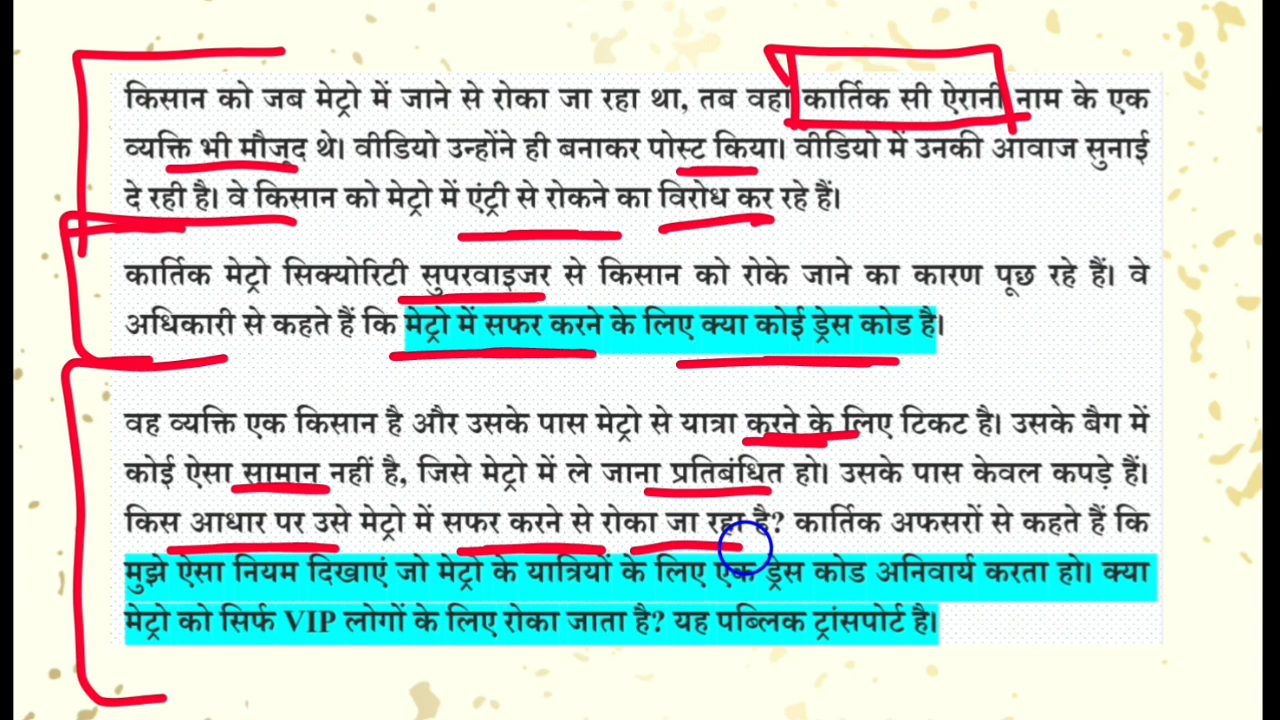 किसान को जब मेट्रो में जाने से रोका जा रहा था, तब वहां कार्तिक सी ऐरानी नाम के एक
व्यक्ति भी मौजूद थे। वीडियो उन्होंने ही बनाकर पोस्ट किया। वीडियो में उनकी आवाज सुनाई
दे रही है। वे किसान को मेट्रो में एंट्री से रोकने का विरोध कर रहे हैं।
कार्तिक मेट्रो सिक्योरिटी सुपरवाइजर से किसान को रोके जाने का कारण पूछ रहे हैं। वे
अधिकारी से कहते हैं कि मेट्रो में सफर करने के लिए क्या कोई ड्रेस कोड है।
वह व्यक्ति एक किसान है और उसके पास मेट्रो से यात्रा करने के लिए टिकट है। उसके बैग में
कोई ऐसा सामान नहीं है, जिसे मेट्रो में ले जाना प्रतिबंधित हो। उसके पास केवल कपड़े हैं।
किस आधार पर उसे मेट्रो में सफर करने से रोका जा रहा है? कार्तिक अफसरों से कहते हैं कि
मुझे ऐसा नियम दिखाएं जो मेट्रो के यात्रियों के लिए एक ड्रेस कोड अनिवार्य करता हो। क्या
मेट्रो को सिर्फ VIP लोगों के लिए रोका जाता है? यह पब्लिक ट्रांसपोर्ट है।